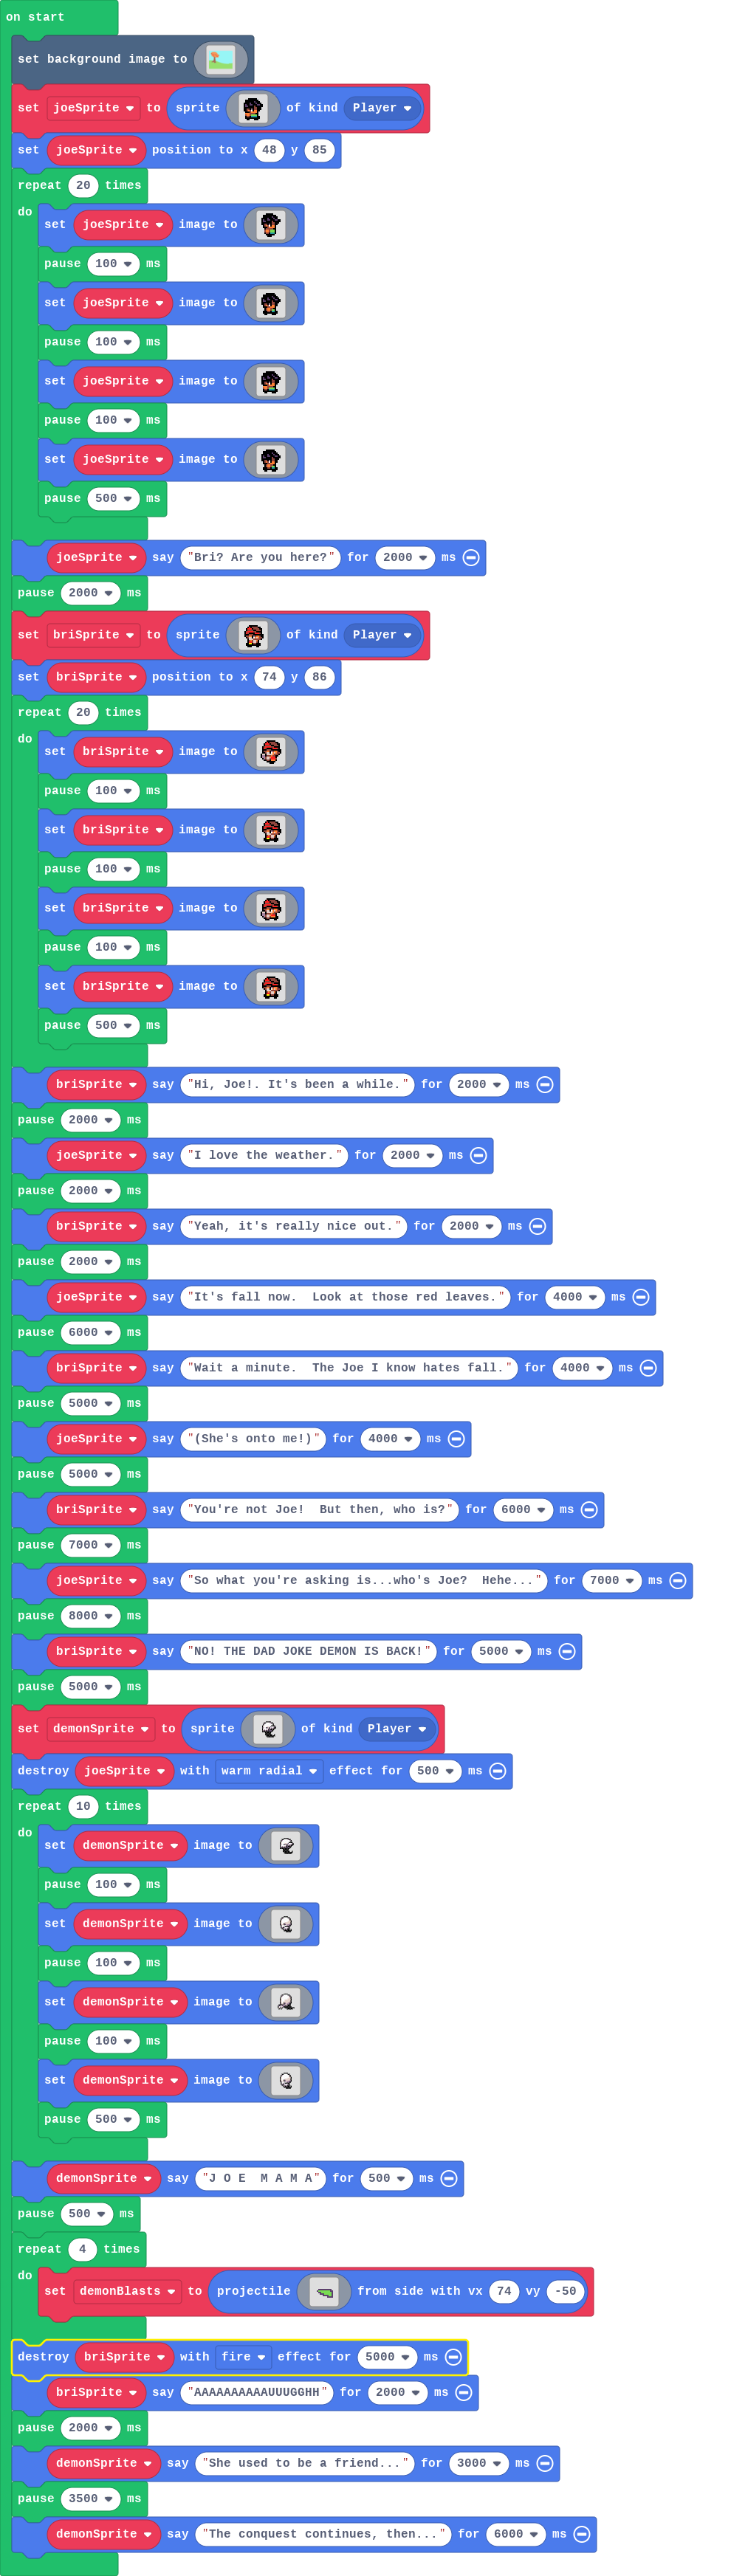 on start
set background image to
set joeSprite to sprite of kind Player
set joeSprite position to x 48 y 85
repeat 20 times
do
set joeSprite image to
pause 100 ms
set joeSprite image to
pause 100 ms
set joeSprite image to
pause 100 ms
set joeSprite image to
pause 500 ms
joeSprite say "Bri? Are you here?" for 2000 ms
pause 2000 ms
set briSprite to sprite of kind Player
set briSprite position to x 74 y 86
repeat 20 times
do
set briSprite image to
pause 100 ms
set briSprite image to
pause 100 ms
set briSprite image to
pause 100 ms
set briSprite image to
pause 500 ms
briSprite say "Hi, Joe!. It's been a while." for 2000 ms
pause 2000 ms
joeSprite say "I love the weather." for 2000 ms
pause 2000 ms
briSprite say "Yeah, it's really nice out." for 2000 ms
pause 2000 ms
joeSprite say "It's fall now.  Look at those red leaves." for 4000 ms
pause 6000 ms
briSprite say "Wait a minute.  The Joe I know hates fall." for 4000 ms
pause 5000 ms
joeSprite say "(She's onto me!)" for 4000 ms
pause 5000 ms
briSprite say "You're not Joe!  But then, who is?" for 6000 ms
pause 7000 ms
joeSprite say "So what you're asking is...who's Joe?  Hehe..." for 7000 ms
pause 8000 ms
briSprite say "NO! THE DAD JOKE DEMON IS BACK!" for 5000 ms
pause 5000 ms
set demonSprite to sprite of kind Player
destroy joeSprite with warm radial effect for 500 ms
repeat 10 times
do
set demonSprite image to
pause 100 ms
set demonSprite image to
pause 100 ms
set demonSprite image to
pause 100 ms
set demonSprite image to
pause 500 ms
demonSprite say "J O E  M A M A" for 500 ms
pause 500 ms
repeat 4 times
do
set demonBlasts to projectile from side with vx 74 vy -50
destroy briSprite with fire effect for 5000 ms
briSprite say "AAAAAAAAAAUUUGGHH" for 2000 ms
pause 2000 ms
demonSprite say "She used to be a friend..." for 3000 ms
pause 3500 ms
demonSprite say "The conquest continues, then..." for 6000 ms